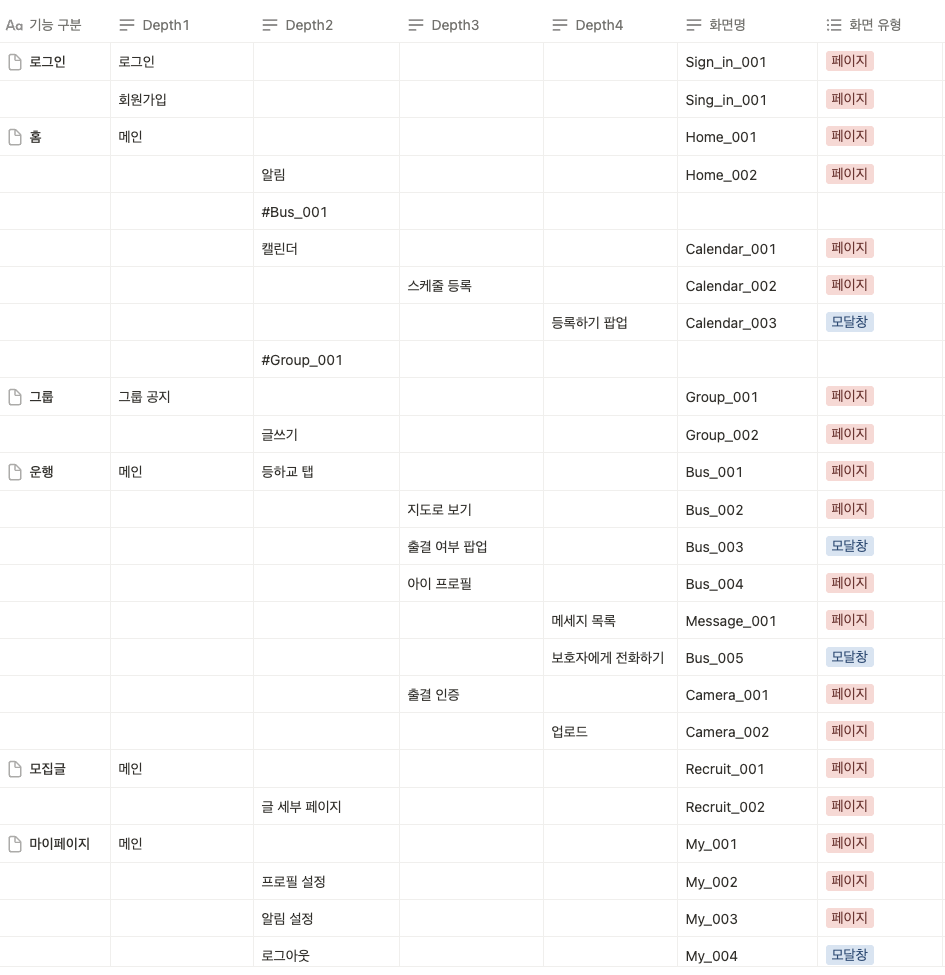 Aa 기능 구분 Depth1 Depth2 Depth3 Depth4 화면명 화면 유형
로그인 로그인 Sign_in_001 페이지
회원가입 Sing_in_001 페이지
홈 메인 Home_001 페이지
알림 Home_002 페이지
#Bus_001
캘린더 Calendar_001 페이지
스케줄 등록 Calendar_002 페이지
등록하기 팝업 Calendar_003 모달창
#Group_001
그룹 그룹 공지 Group_001 페이지
글쓰기 Group_002 페이지
운행 메인 등하교 탭 Bus_001 페이지
지도로 보기 Bus_002 페이지
출결 여부 팝업 Bus_003 모달창
아이 프로필 Bus_004 페이지
메세지 목록 Message_001 페이지
보호자에게 전화하기 Bus_005 모달창
출결 인증 Camera_001 페이지
업로드 Camera_002 페이지
모집글 메인 Recruit_001 페이지
글 세부 페이지 Recruit_002 페이지
마이페이지 메인 My_001 페이지
프로필 설정 My_002 페이지
알림 설정 My_003 페이지
로그아웃 My_004 모달창